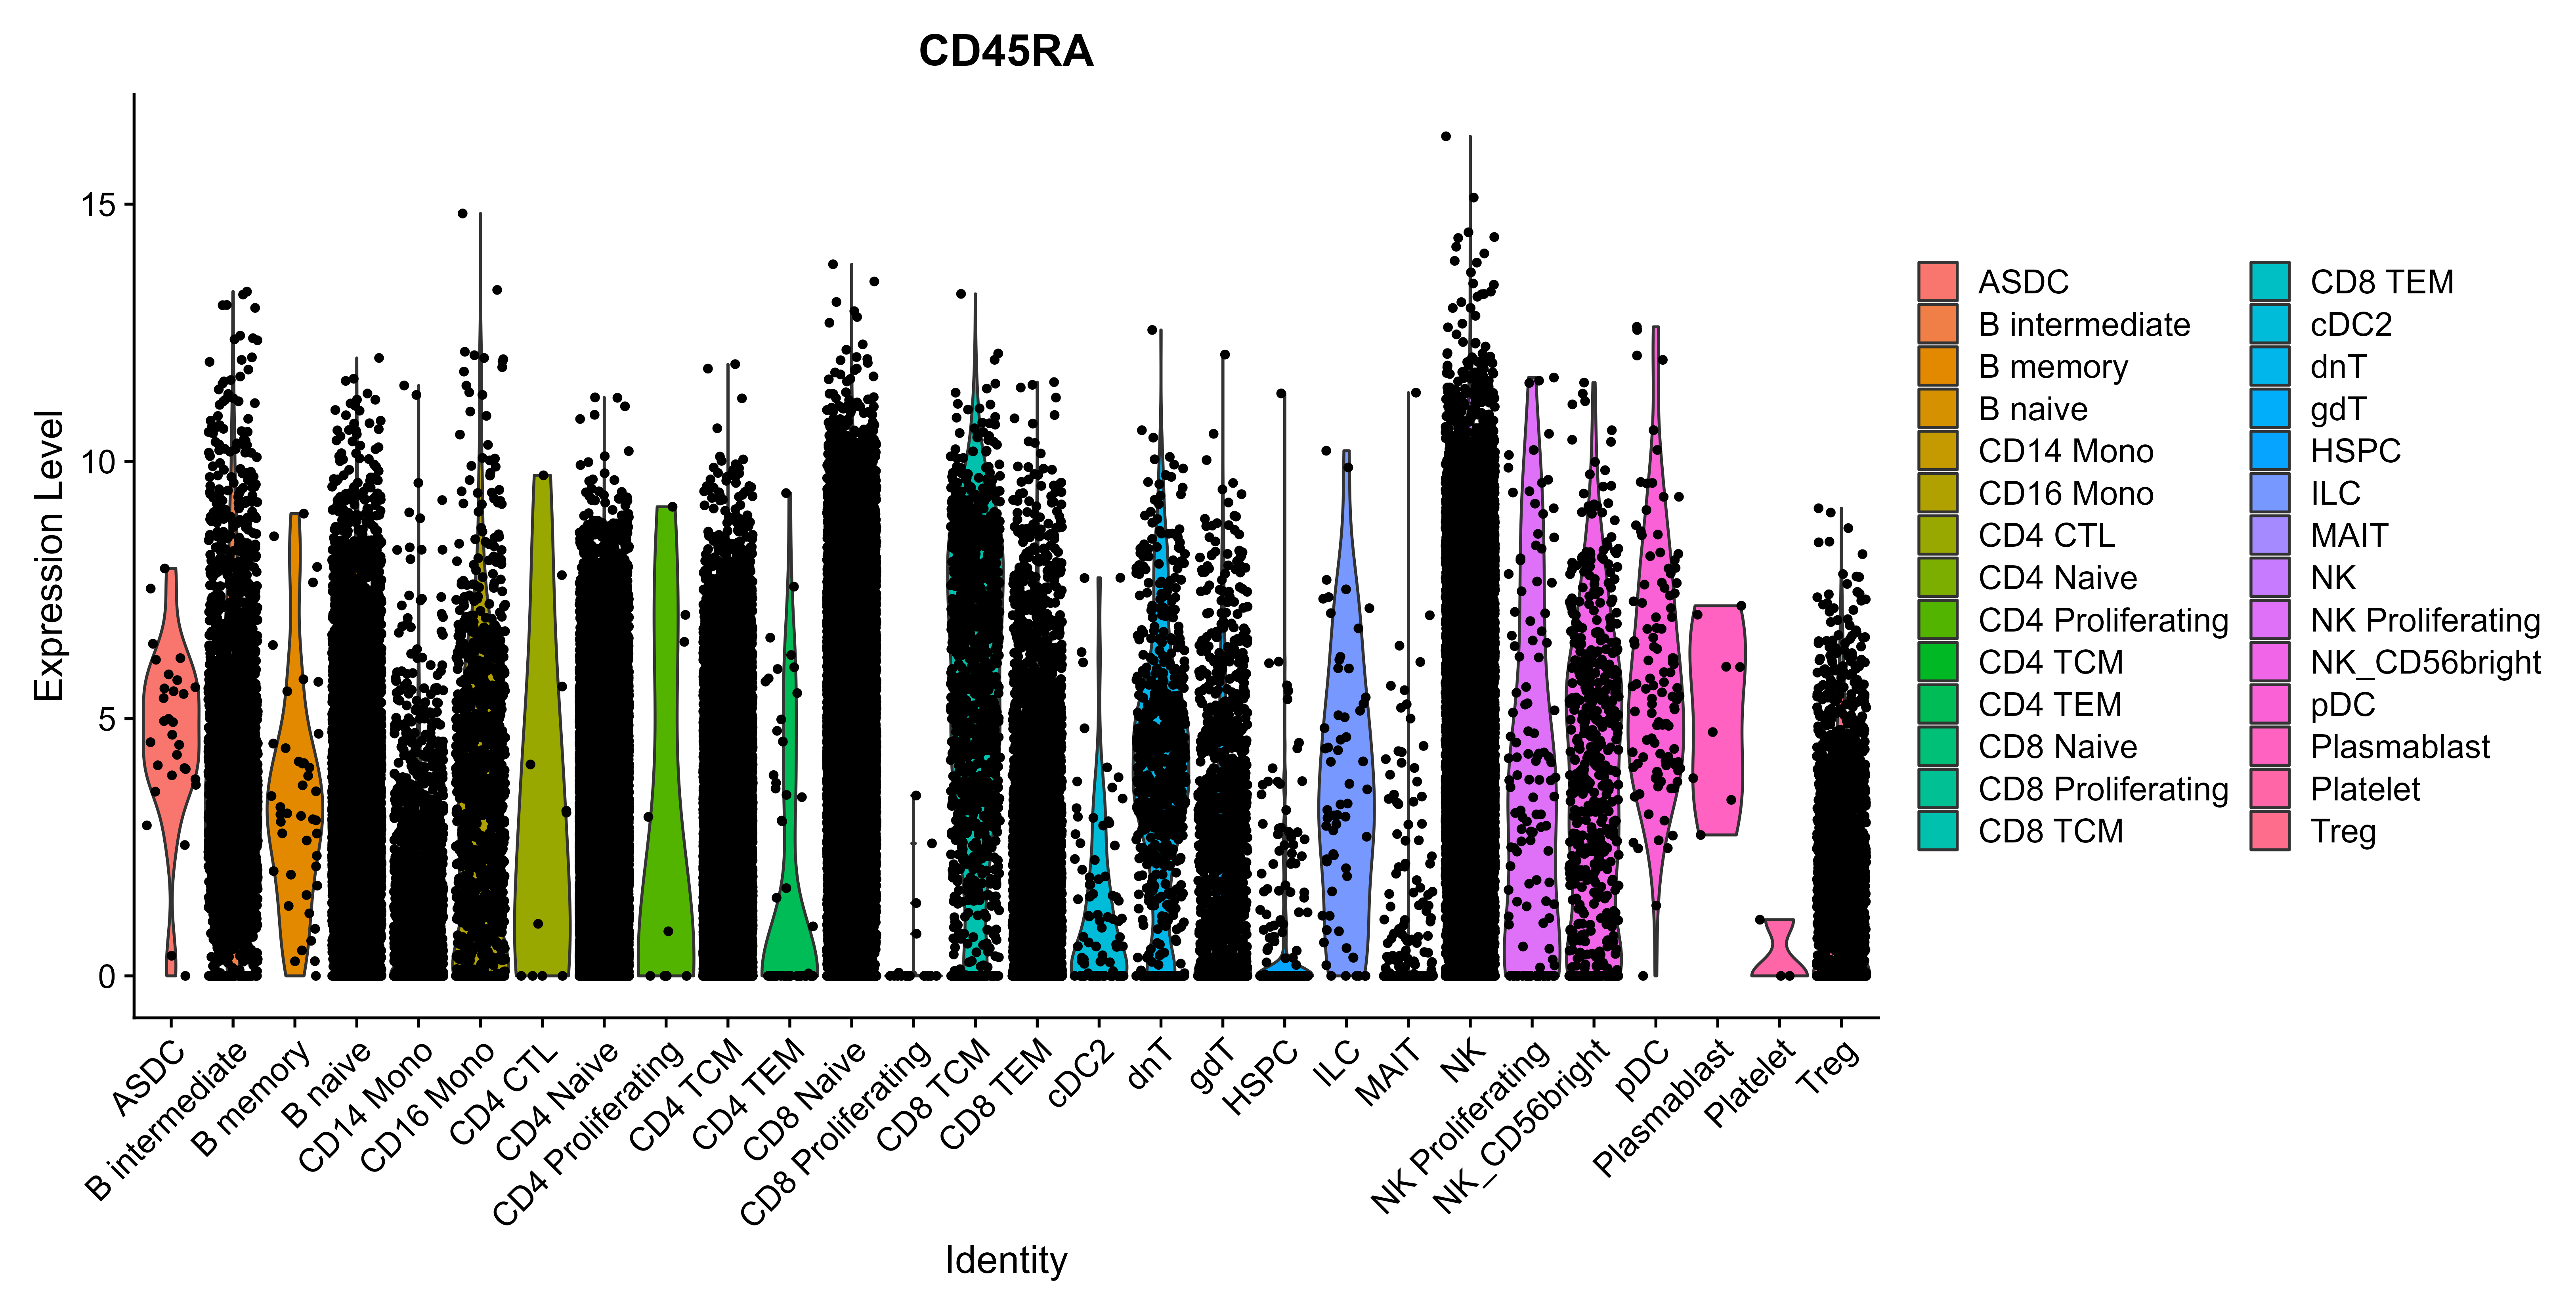 CD45RA
Expression Level
15
10
5
0
ASDC
B intermediate
B memory
B naive
CD14 Mono
CD16 Mono
CD4 CTL
CD4 Naive
CD4 Proliferating
CD4 TCM
CD4 TEM
CD8 Naive
CD8 Proliferating
CD8 TCM
CD8 TEM
cDC2
dnT
gdT
HSPC
ILC
MAIT
NK
NK Proliferating
NK_CD56bright
pDC
Plasmablast
Platelet
Treg
Identity
ASDC
B intermediate
B memory
B naive
CD14 Mono
CD16 Mono
CD4 CTL
CD4 Naive
CD4 Proliferating
CD4 TCM
CD4 TEM
CD8 Naive
CD8 Proliferating
CD8 TCM
CD8 TEM
cDC2
dnT
gdT
HSPC
ILC
MAIT
NK
NK Proliferating
NK_CD56bright
pDC
Plasmablast
Platelet
Treg